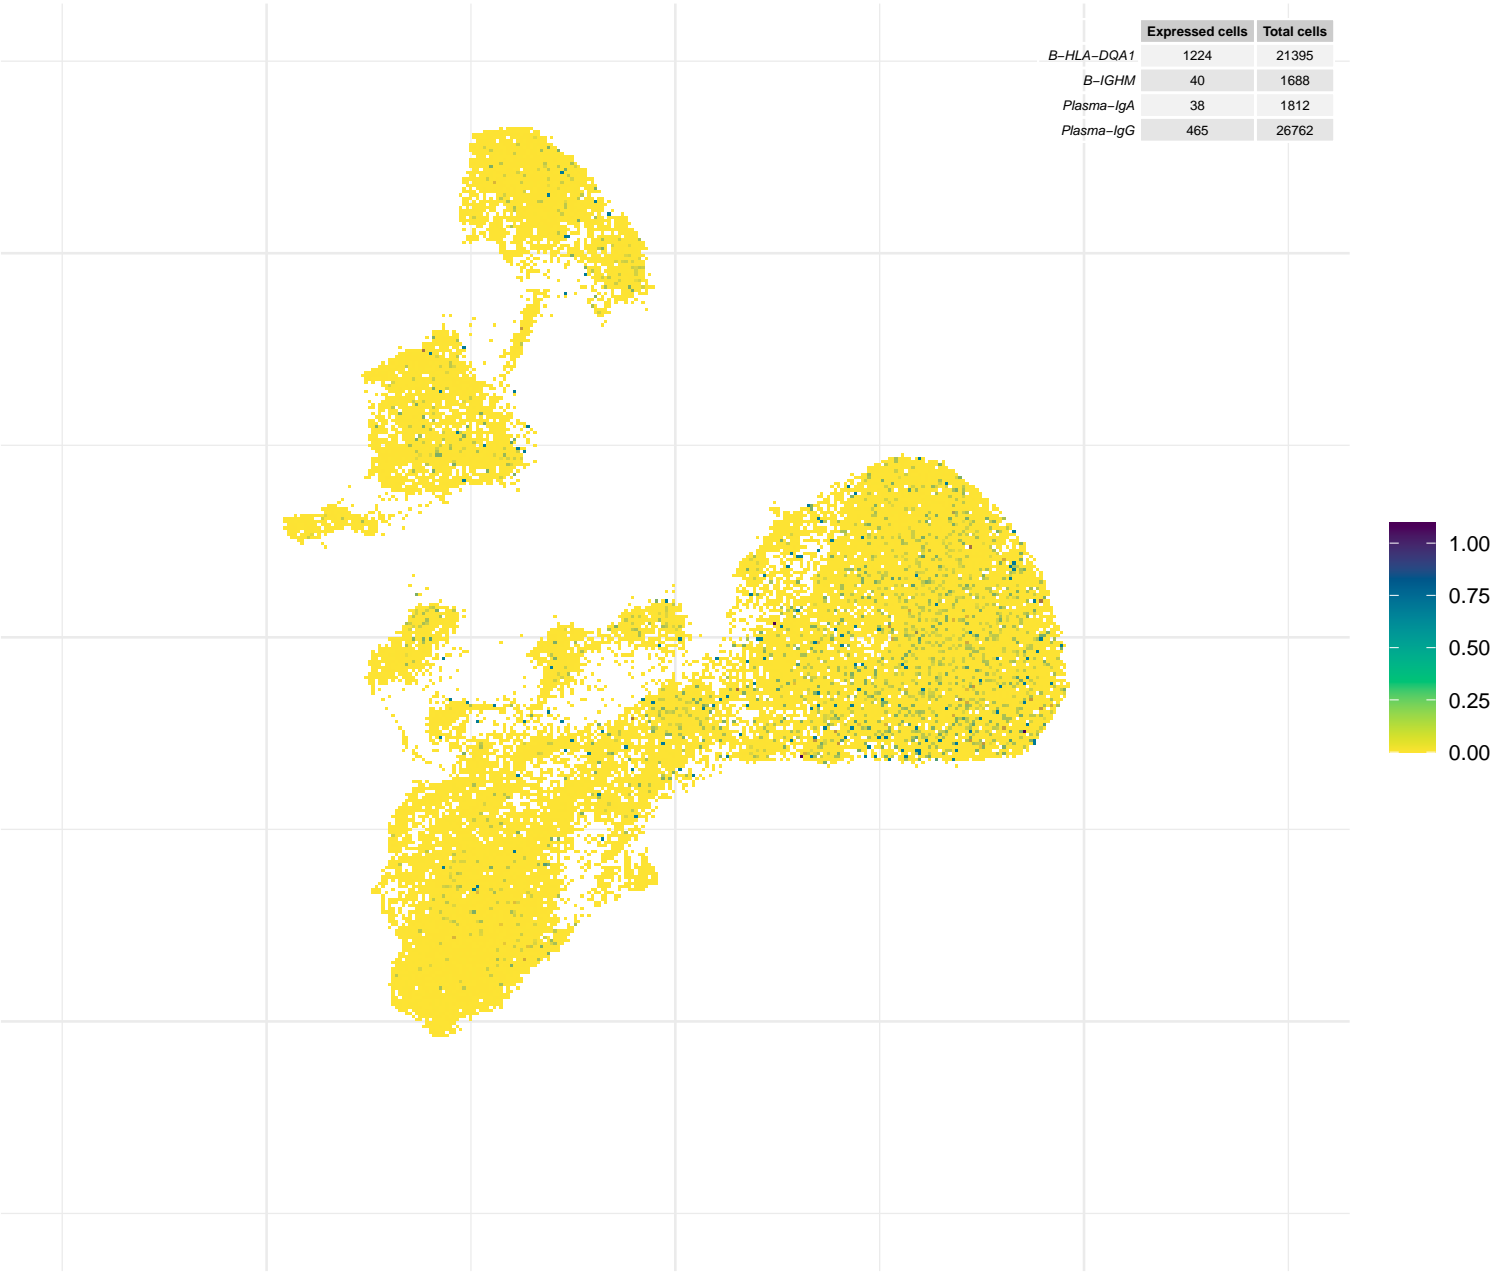 Expressed cells Total cells
B−HLA−DQA1 1224 21395
B−IGHM 40 1688
Plasma−IgA 38 1812
Plasma−IgG 465 26762
1.00
0.75
0.50
0.25
0.00